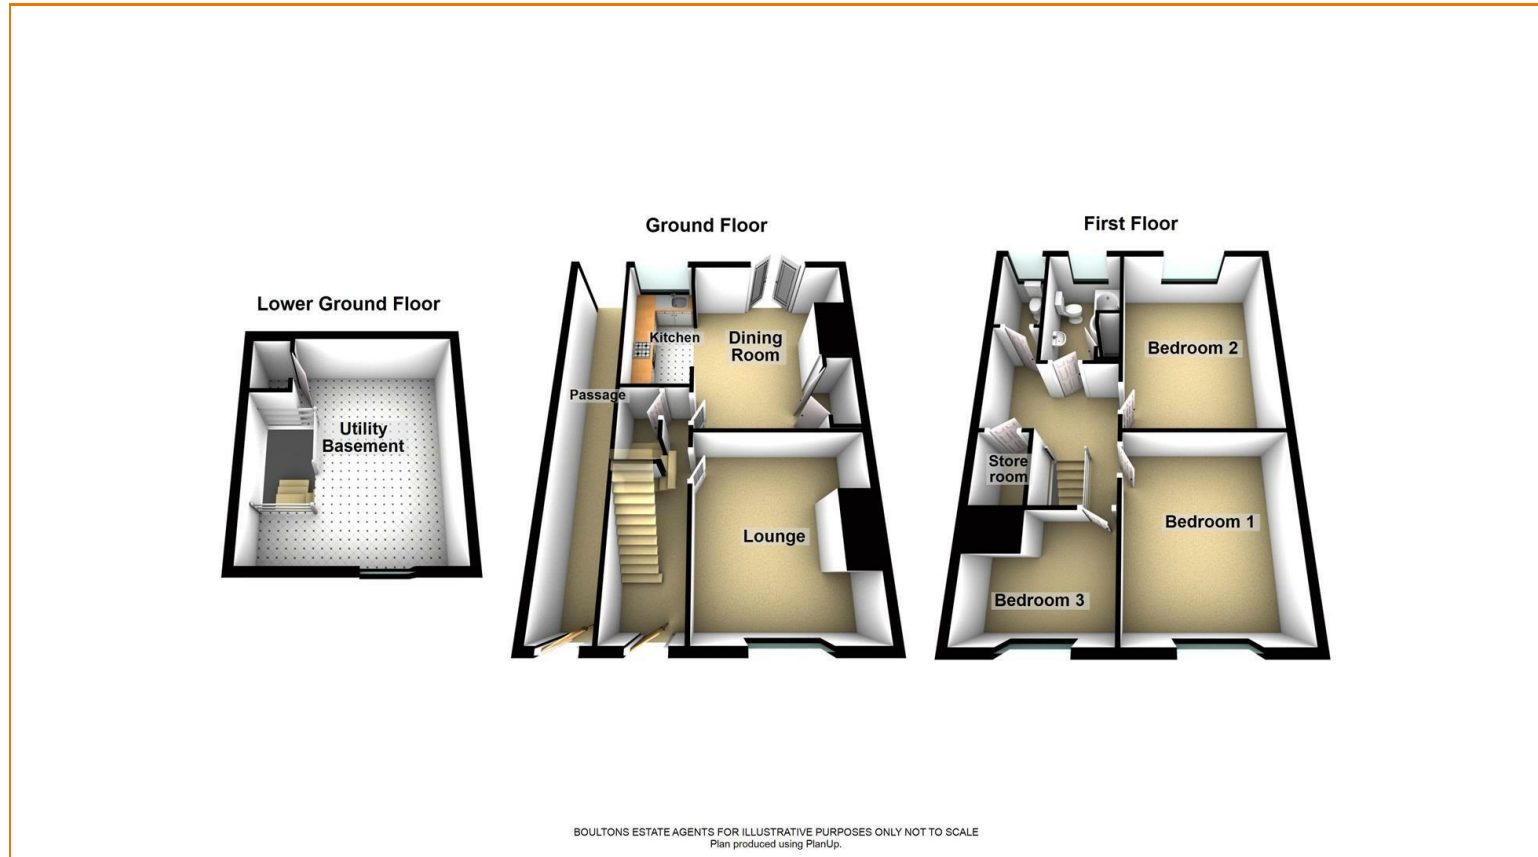 Ground Floor
First Floor
Lower Ground Floor
Kitchen
Dining
Room
Bedroom 2
Passage
Utility
Basement
Store
room
Lounge
Bedroom 1
Bedroom 3
BOULTONS ESTATE AGENTS FOR ILLUSTRATIVE PURPOSES ONLY NOT TO SCALE
Plan produced using PlanUp.